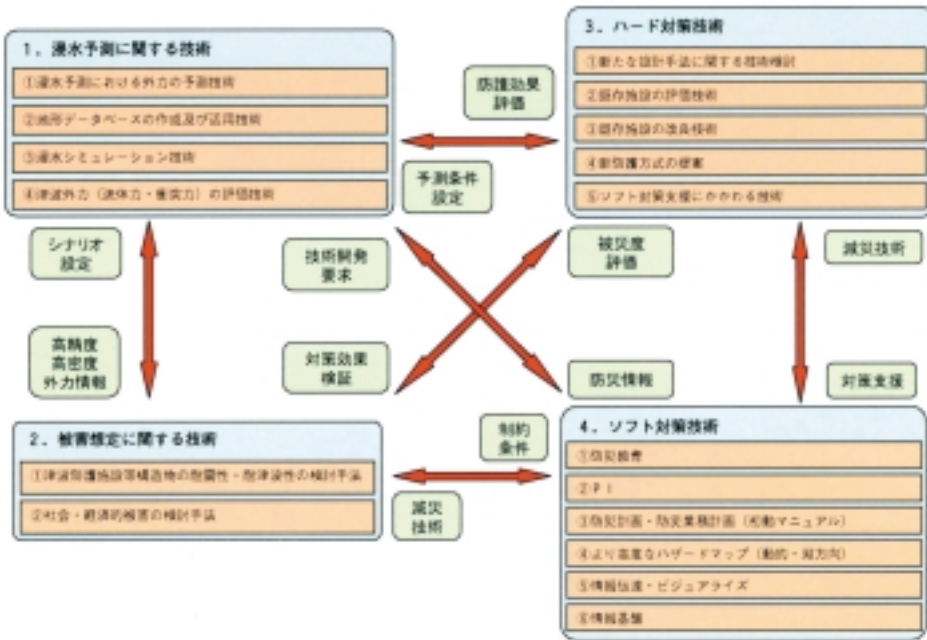 1．浸水予測に関する技術
①浸水予測における外力の予測技術
②地形データベースの作成及び活用技術
③浸水シミュレーション技術
④津波外力（流体力・衝突力）の評価技術
3．ハード対策技術
①新たな設計手法に関する技術検討
②既存施設の評価技術
③既存施設の改良技術
④新防護方式の提案
⑤ソフト対策支援にかかわる技術
防護効果
評価
予測条件
設定
シナリオ
設定
技術開発
要求
被災度
評価
減災技術
高精度
高密度
外力情報
対策効果
検証
防災情報
対策支援
2．被害想定に関する技術
①津波防護施設等構造物の耐震性・耐津波性の検討手法
②社会・経済的被害の検討手法
制約
条件
減災
技術
4．ソフト対策技術
①防災教育
②ＰＩ
③防災計画・防災業務計画（初動マニュアル）
④より高度なハザードマップ（動的・双方向）
⑤情報伝達・ビジュアライズ
⑥情報基盤